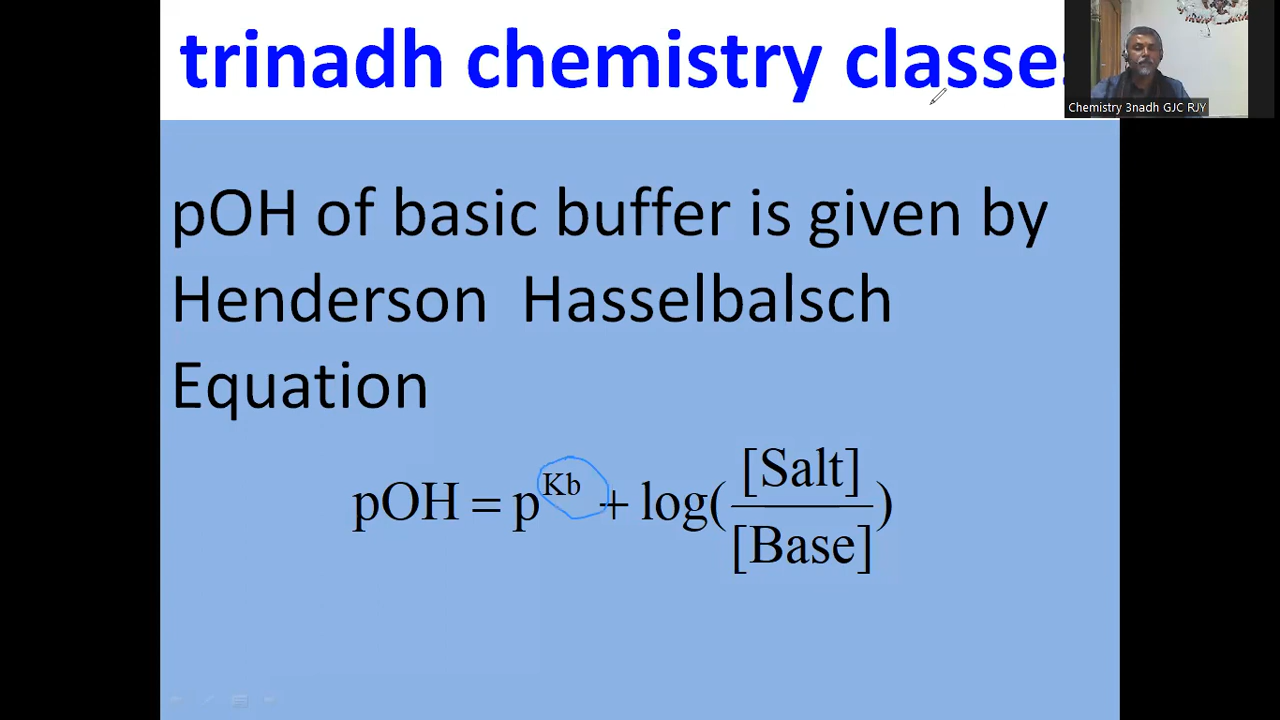 trinadh chemistry classes
Chemistry 3nadh GJC RJY
pOH of basic buffer is given by
Henderson Hasselbalsch
Equation
pOH = p^Kb + log([Salt]/[Base])